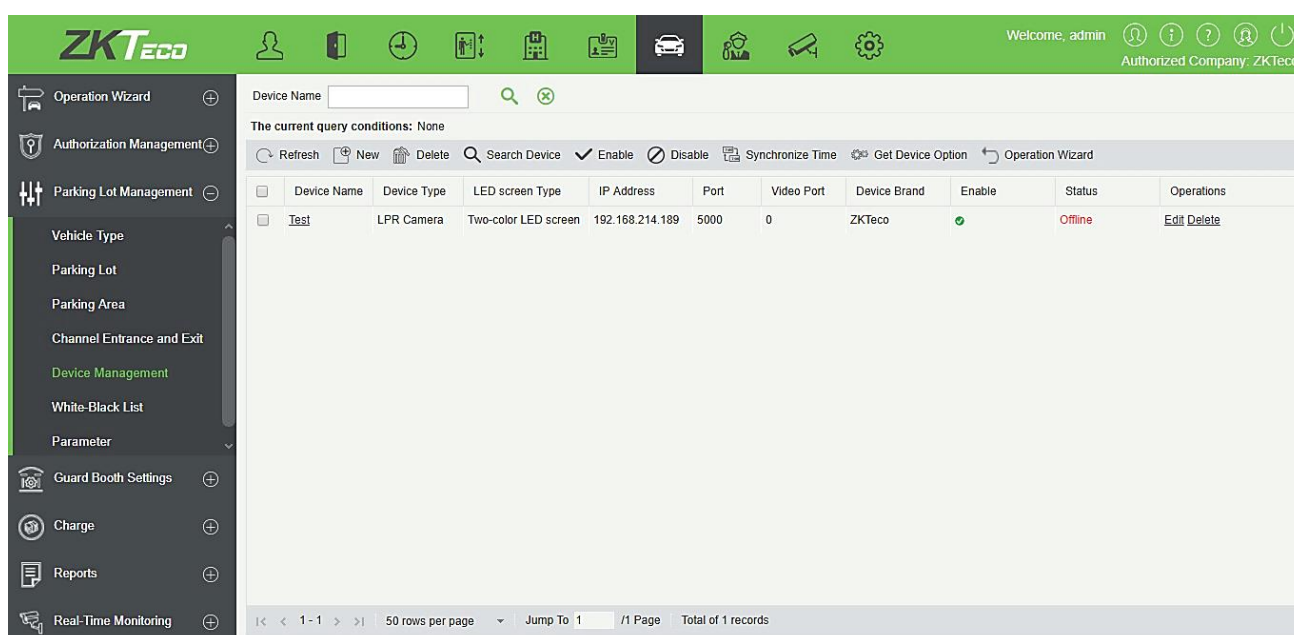 ZKTeco
Welcome, admin
Authorized Company: ZKTeco
Operation Wizard
Authorization Management
Parking Lot Management
Vehicle Type
Parking Lot
Parking Area
Channel Entrance and Exit
Device Management
White-Black List
Parameter
Guard Booth Settings
Charge
Reports
Real-Time Monitoring
Device Name
The current query conditions: None
Refresh New Delete Search Device Enable Disable Synchronize Time Get Device Option Operation Wizard
Device Name Device Type LED screen Type IP Address Port Video Port Device Brand Enable Status Operations
Test LPR Camera Two-color LED screen 192.168.214.189 5000 0 ZKTeco Offline Edit Delete
|< < 1 - 1 > >| 50 rows per page Jump To 1 /1 Page Total of 1 records